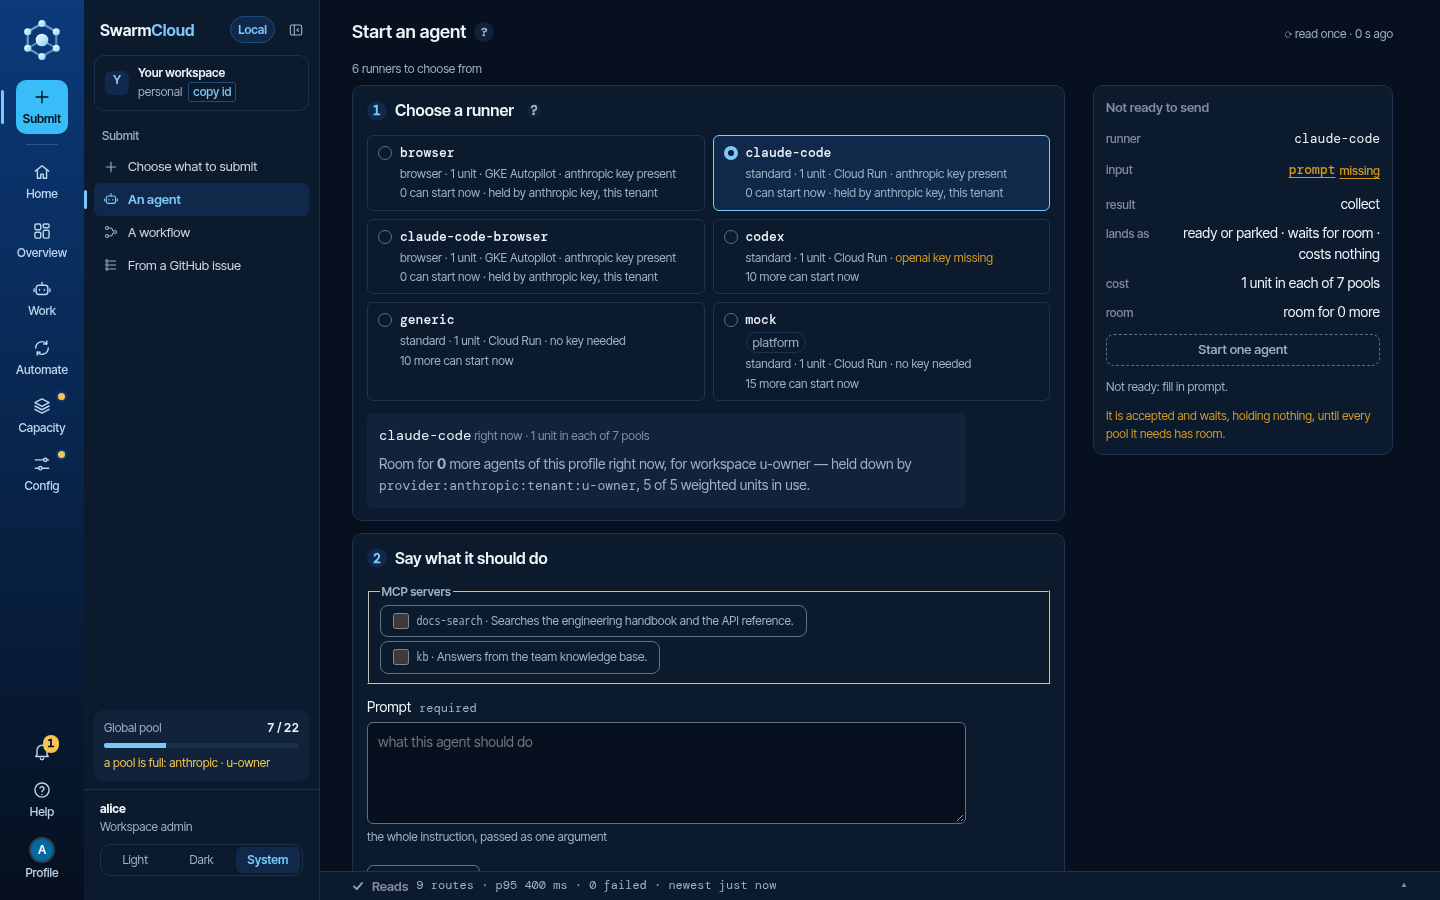 SwarmCloud
Local
Submit
Home
Overview
Work
Automate
Capacity
Config
1
Help
A
Profile
Y
Your workspace
personal copy id
Submit
Choose what to submit
An agent
A workflow
From a GitHub issue
Global pool 7 / 22
a pool is full: anthropic · u-owner
alice
Workspace admin
Light Dark System
Start an agent ?
read once · 0 s ago
6 runners to choose from
1 Choose a runner ?
browser
browser · 1 unit · GKE Autopilot · anthropic key present
0 can start now · held by anthropic key, this tenant
claude-code
standard · 1 unit · Cloud Run · anthropic key present
0 can start now · held by anthropic key, this tenant
claude-code-browser
browser · 1 unit · GKE Autopilot · anthropic key present
0 can start now · held by anthropic key, this tenant
codex
standard · 1 unit · Cloud Run · openai key missing
10 more can start now
generic
standard · 1 unit · Cloud Run · no key needed
10 more can start now
mock
platform
standard · 1 unit · Cloud Run · no key needed
15 more can start now
claude-code right now · 1 unit in each of 7 pools
Room for 0 more agents of this profile right now, for workspace u-owner — held down by
provider:anthropic:tenant:u-owner, 5 of 5 weighted units in use.
2 Say what it should do
MCP servers
docs-search · Searches the engineering handbook and the API reference.
kb · Answers from the team knowledge base.
Prompt required
what this agent should do
the whole instruction, passed as one argument
Not ready to send
runner claude-code
input prompt missing
result collect
lands as ready or parked · waits for room ·
costs nothing
cost 1 unit in each of 7 pools
room room for 0 more
Start one agent
Not ready: fill in prompt.
It is accepted and waits, holding nothing, until every
pool it needs has room.
Reads 9 routes · p95 400 ms · 0 failed · newest just now